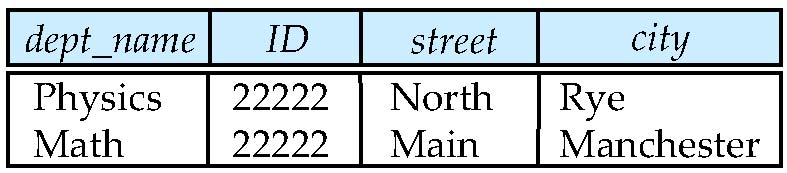 dept_name ID street city
Physics 22222 North Rye
Math 22222 Main Manchester